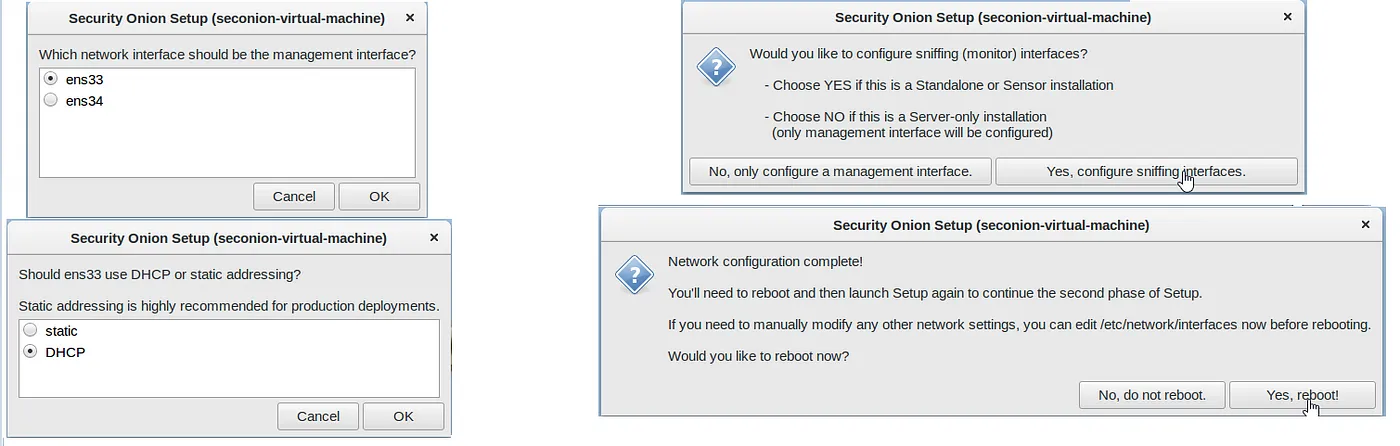 Security Onion Setup (seconion-virtual-machine)
Which network interface should be the management interface?
ens33
ens34
Cancel
OK
Security Onion Setup (seconion-virtual-machine)
Should ens33 use DHCP or static addressing?
Static addressing is highly recommended for production deployments.
static
DHCP
Cancel
OK
Security Onion Setup (seconion-virtual-machine)
Would you like to configure sniffing (monitor) interfaces?
- Choose YES if this is a Standalone or Sensor installation
- Choose NO if this is a Server-only installation
(only management interface will be configured)
No, only configure a management interface.
Yes, configure sniffing interfaces.
Security Onion Setup (seconion-virtual-machine)
Network configuration complete!
You'll need to reboot and then launch Setup again to continue the second phase of Setup.
If you need to manually modify any other network settings, you can edit /etc/network/interfaces now before rebooting.
Would you like to reboot now?
No, do not reboot.
Yes, reboot!